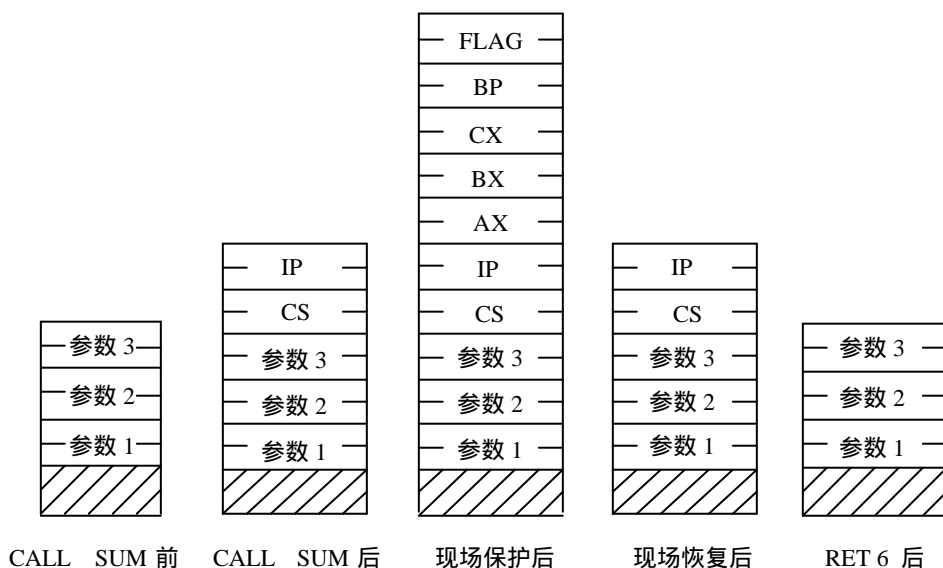 FLAG
BP
CX
BX
AX
IP
IP
IP
CS
CS
CS
参数 3
参数 3
参数 3
参数 3
参数 3
参数 2
参数 2
参数 2
参数 2
参数 2
参数 1
参数 1
参数 1
参数 1
参数 1
CALL SUM 前
CALL SUM 后
现场保护后
现场恢复后
RET 6 后